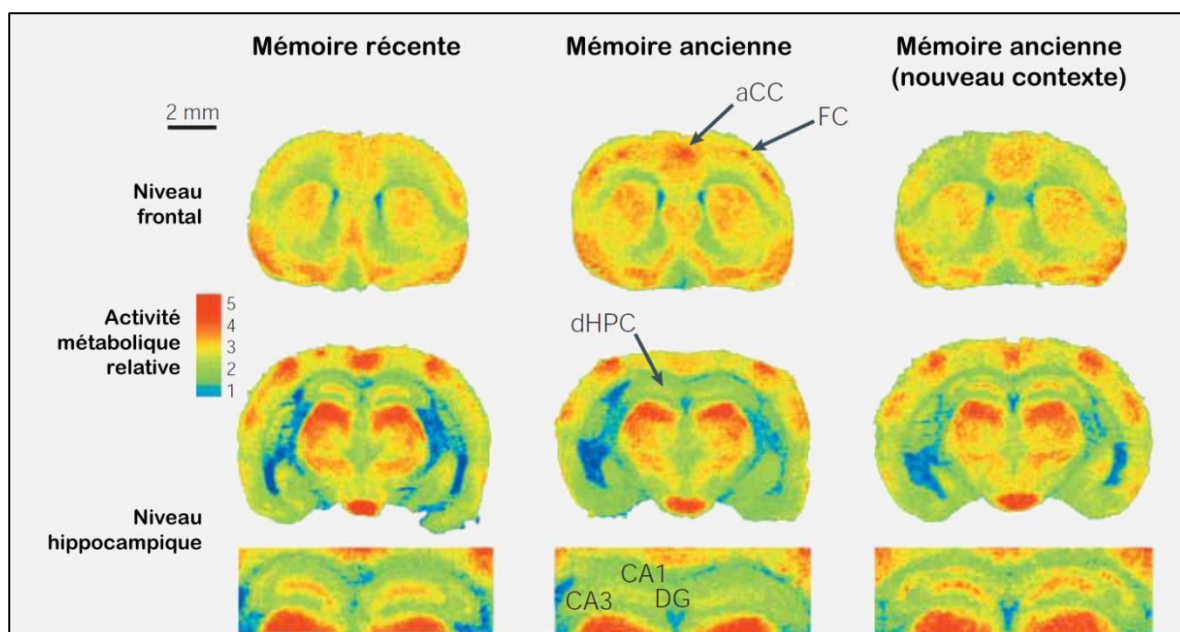 Mémoire récente
Mémoire ancienne
Mémoire ancienne
(nouveau contexte)
2 mm
aCC
FC
Niveau
frontal
Activité
métabolique
relative
5
4
3
2
1
dHPC
Niveau
hippocampique
CA1
CA3
DG